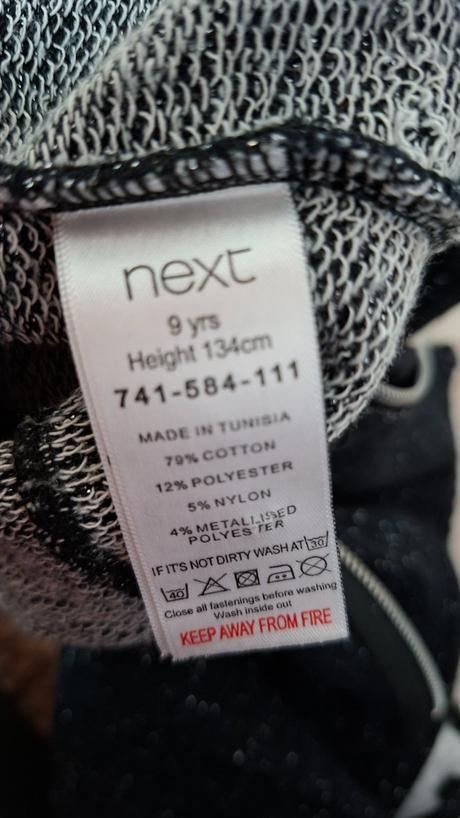 next
9 yrs
Height 134cm
741-584-111
MADE IN TUNISIA
79% COTTON
12% POLYESTER
5% NYLON
4% METALLISED
POLYESTER
IF IT'S NOT DIRTY WASH AT 30
40
Close all fastenings before washing
Wash inside out
KEEP AWAY FROM FIRE